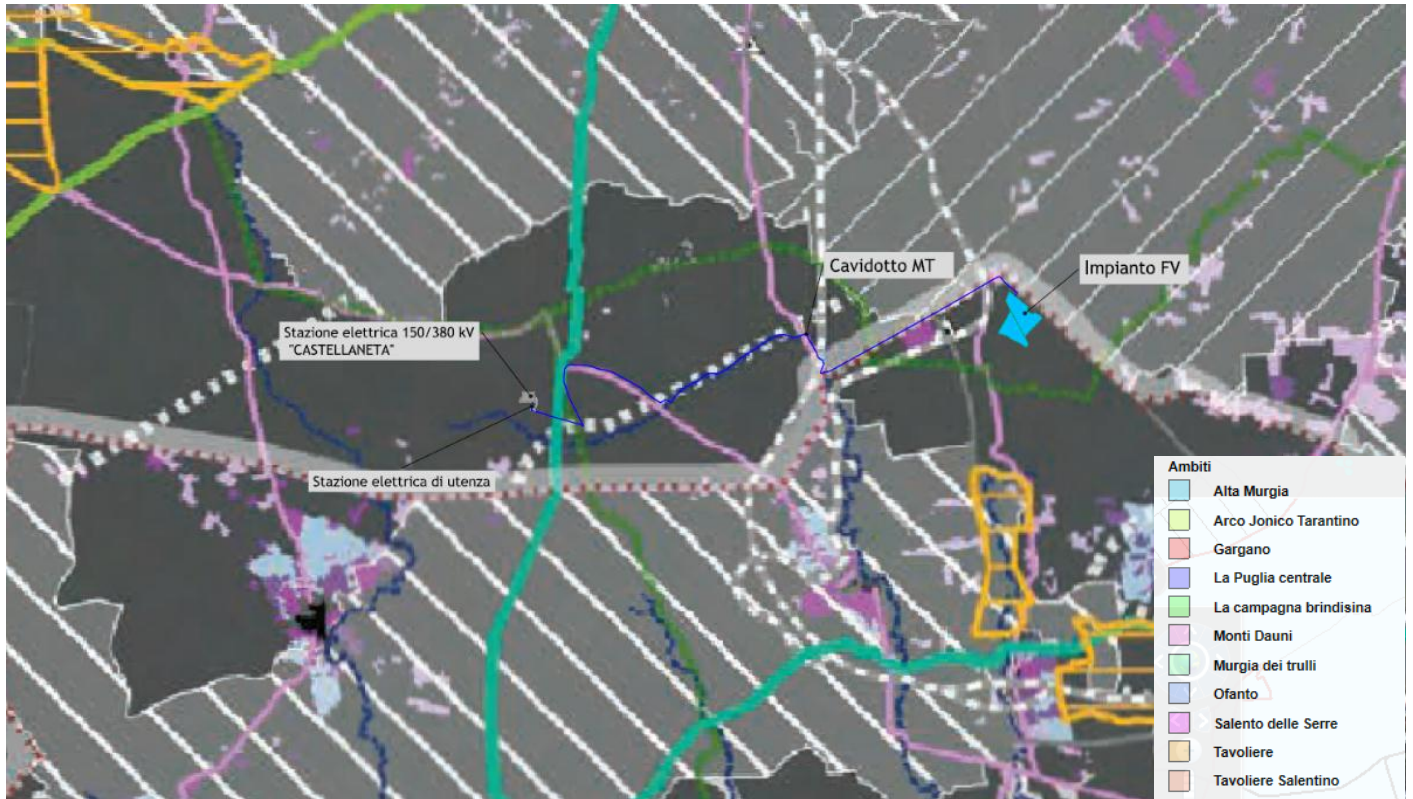 Cavidotto MT
Impianto FV
Stazione elettrica 150/380 kV
"CASTELLANETA"
Stazione elettrica di utenza
Ambiti
Alta Murgia
Arco Jonico Tarantino
Gargano
La Puglia centrale
La campagna brindisina
Monti Dauni
Murgia dei trulli
Ofanto
Salento delle Serre
Tavoliere
Tavoliere Salentino